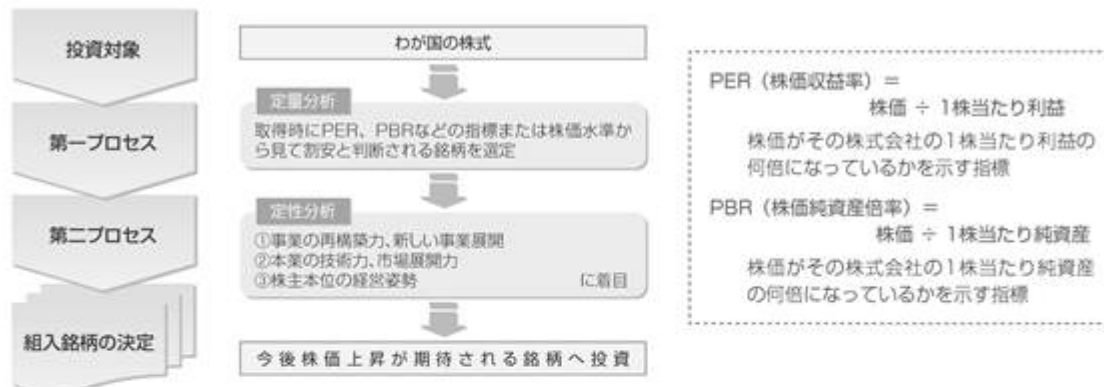 投資対象
第一プロセス
第二プロセス
組入銘柄の決定
わが国の株式
定量分析
取得時にPER、PBRなどの指標または株価水準か
ら見て割安と判断される銘柄を選定
定性分析
①事業の再構築力、新しい事業展開
②本業の技術力、市場展開力
③株主本位の経営姿勢 に着目
今後株価上昇が期待される銘柄へ投資
PER（株価収益率）＝
株価 ÷ 1株当たり利益
株価がその株式会社の1株当たり利益の
何倍になっているかを示す指標
PBR（株価純資産倍率）＝
株価 ÷ 1株当たり純資産
株価がその株式会社の1株当たり純資産
の何倍になっているかを示す指標